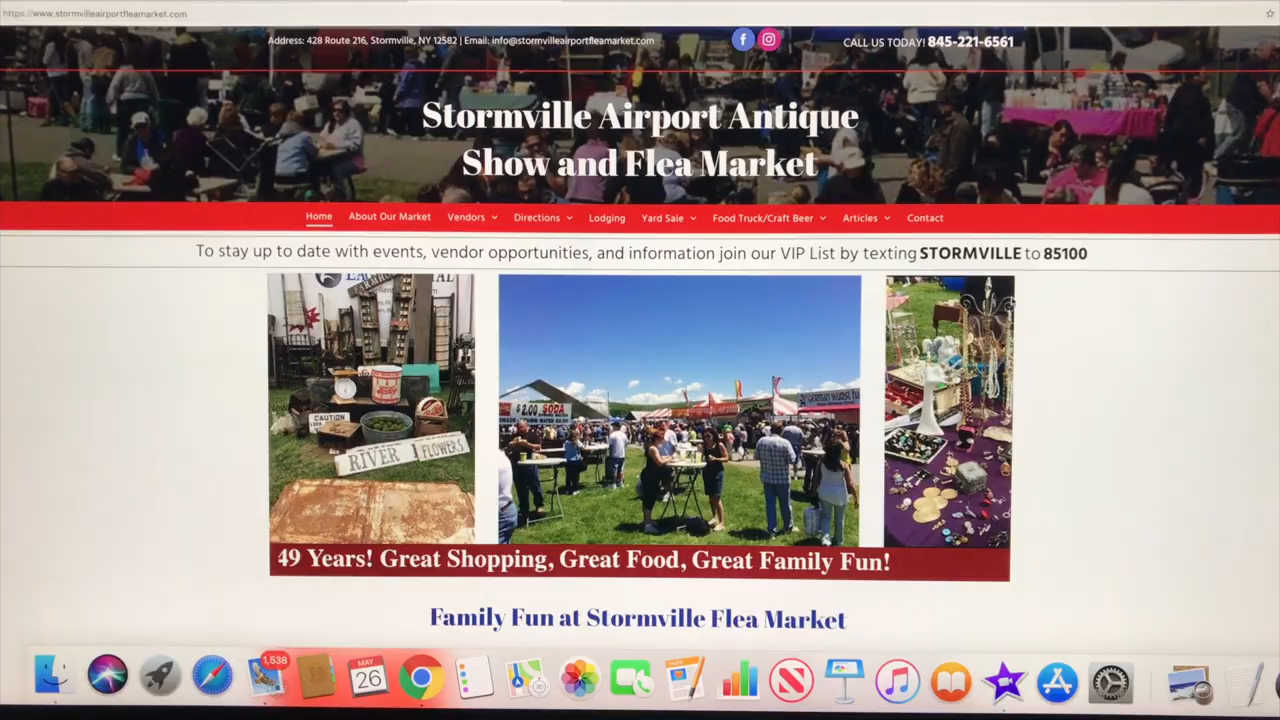 https://www.stormvilleairportfleamarket.com
Address: 428 Route 216, Stormville, NY 12582 | Email: info@stormvilleairportfleamarket.com
CALL US TODAY! 845-221-6561
Stormville Airport Antique
Show and Flea Market
Home About Our Market Vendors Directions Lodging Yard Sale Food Truck/Craft Beer Articles Contact
To stay up to date with events, vendor opportunities, and information join our VIP List by texting STORMVILLE to 85100
CAUTION
RIVER FLOWERS
$2.00 SODA
GERMAN WURST
49 Years! Great Shopping, Great Food, Great Family Fun!
Family Fun at Stormville Flea Market
1,538
MAY
26